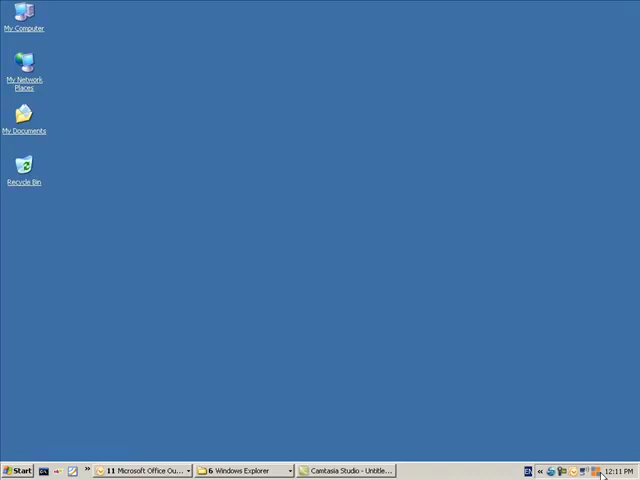 My Computer
My Network
Places
My Documents
Recycle Bin
Start
»
11 Microsoft Office Ou...
6 Windows Explorer
Camtasia Studio - Untitle...
EN
«
12:11 PM